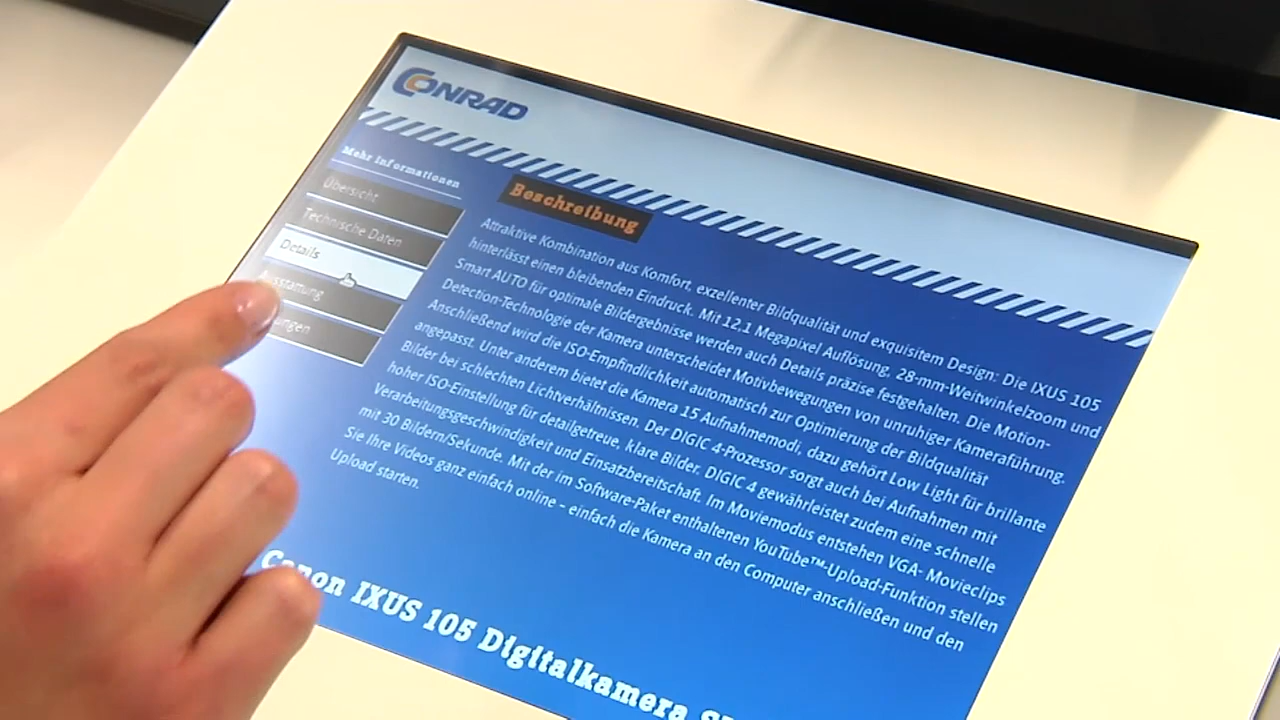 CONRAD
Mehr Informationen
Übersicht
Technische Daten
Details
Beschreibung
Attraktive Kombination aus Komfort, exzellenter Bildqualität und exquisitem Design: Die IXUS 105
hinterlässt einen bleibenden Eindruck. Mit 12.1 Megapixel Auflösung, 28-mm-Weitwinkelzoom und
Smart AUTO für optimale Bildergebnisse werden auch Details präzise festgehalten. Die Motion-
Detection-Technologie der Kamera unterscheidet Motivbewegungen von unruhiger Kameraführung.
Anschließend wird die ISO-Empfindlichkeit automatisch zur Optimierung der Bildqualität
angepasst. Unter anderem bietet die Kamera 15 Aufnahmemodi, dazu gehört Low Light für brillante
Bilder bei schlechten Lichtverhältnissen. Der DIGIC 4-Prozessor sorgt auch bei Aufnahmen mit
hoher ISO-Einstellung für detailgetreue, klare Bilder. DIGIC 4 gewährleistet zudem eine schnelle
Verarbeitungsgeschwindigkeit und Einsatzbereitschaft. Im Moviemodus entstehen VGA- Movieclips
mit 30 Bildern/Sekunde. Mit der im Software-Paket enthaltenen YouTube™-Upload-Funktion stellen
Sie Ihre Videos ganz einfach online – einfach die Kamera an den Computer anschließen und den
Upload starten.
Canon IXUS 105 Digitalkamera